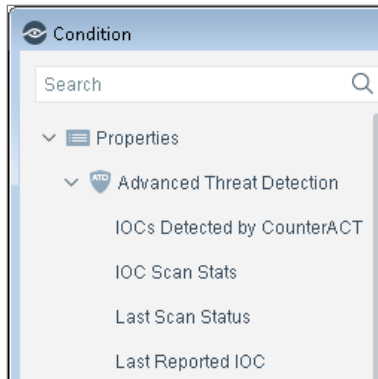 Condition
Search
Properties
ATD Advanced Threat Detection
IOCs Detected by CounterACT
IOC Scan Stats
Last Scan Status
Last Reported IOC